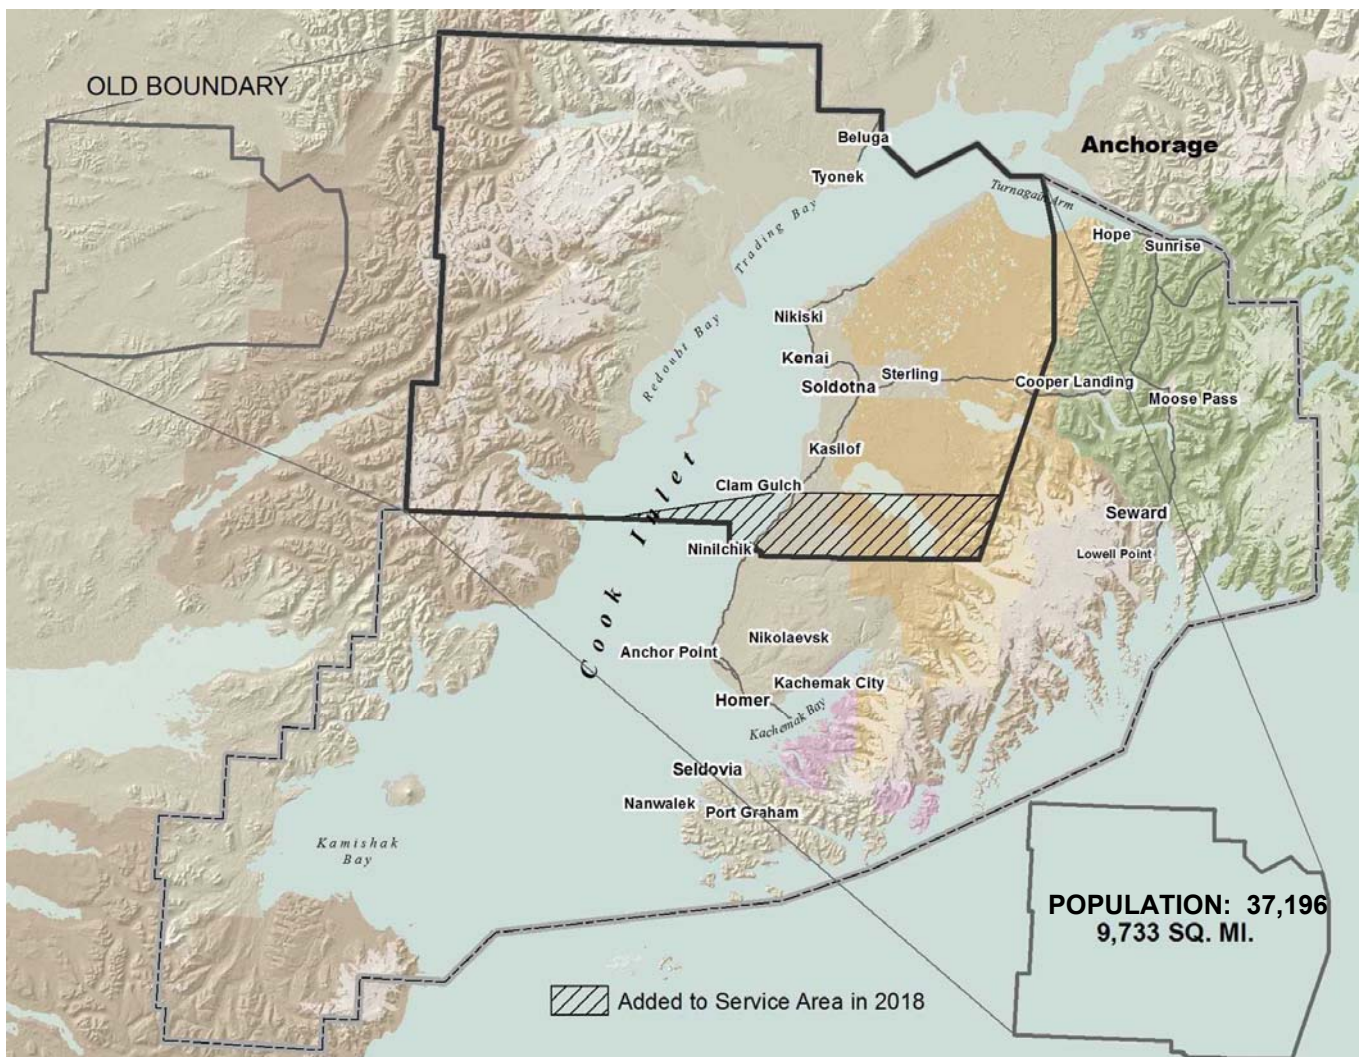 OLD BOUNDARY
Beluga
Anchorage
Tyonek
Turnagain Arm
Trading Bay
Hope
Sunrise
Nikiski
Redoubt Bay
Kenai
Sterling
Soldotna
Cooper Landing
Moose Pass
Kasilof
Clam Gulch
Cook Inlet
Seward
Ninilchik
Lowell Point
Nikolaevsk
Anchor Point
Kachemak City
Homer
Kachemak Bay
Seldovia
Nanwalek
Port Graham
Kamishak
Bay
POPULATION: 37,196
9,733 SQ. MI.
Added to Service Area in 2018